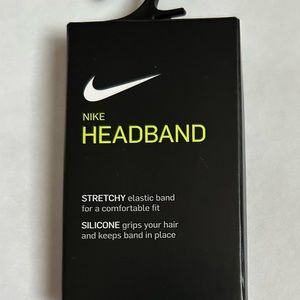 NIKE
HEADBAND
STRETCHY elastic band
for a comfortable fit
SILICONE grips your hair
and keeps band in place